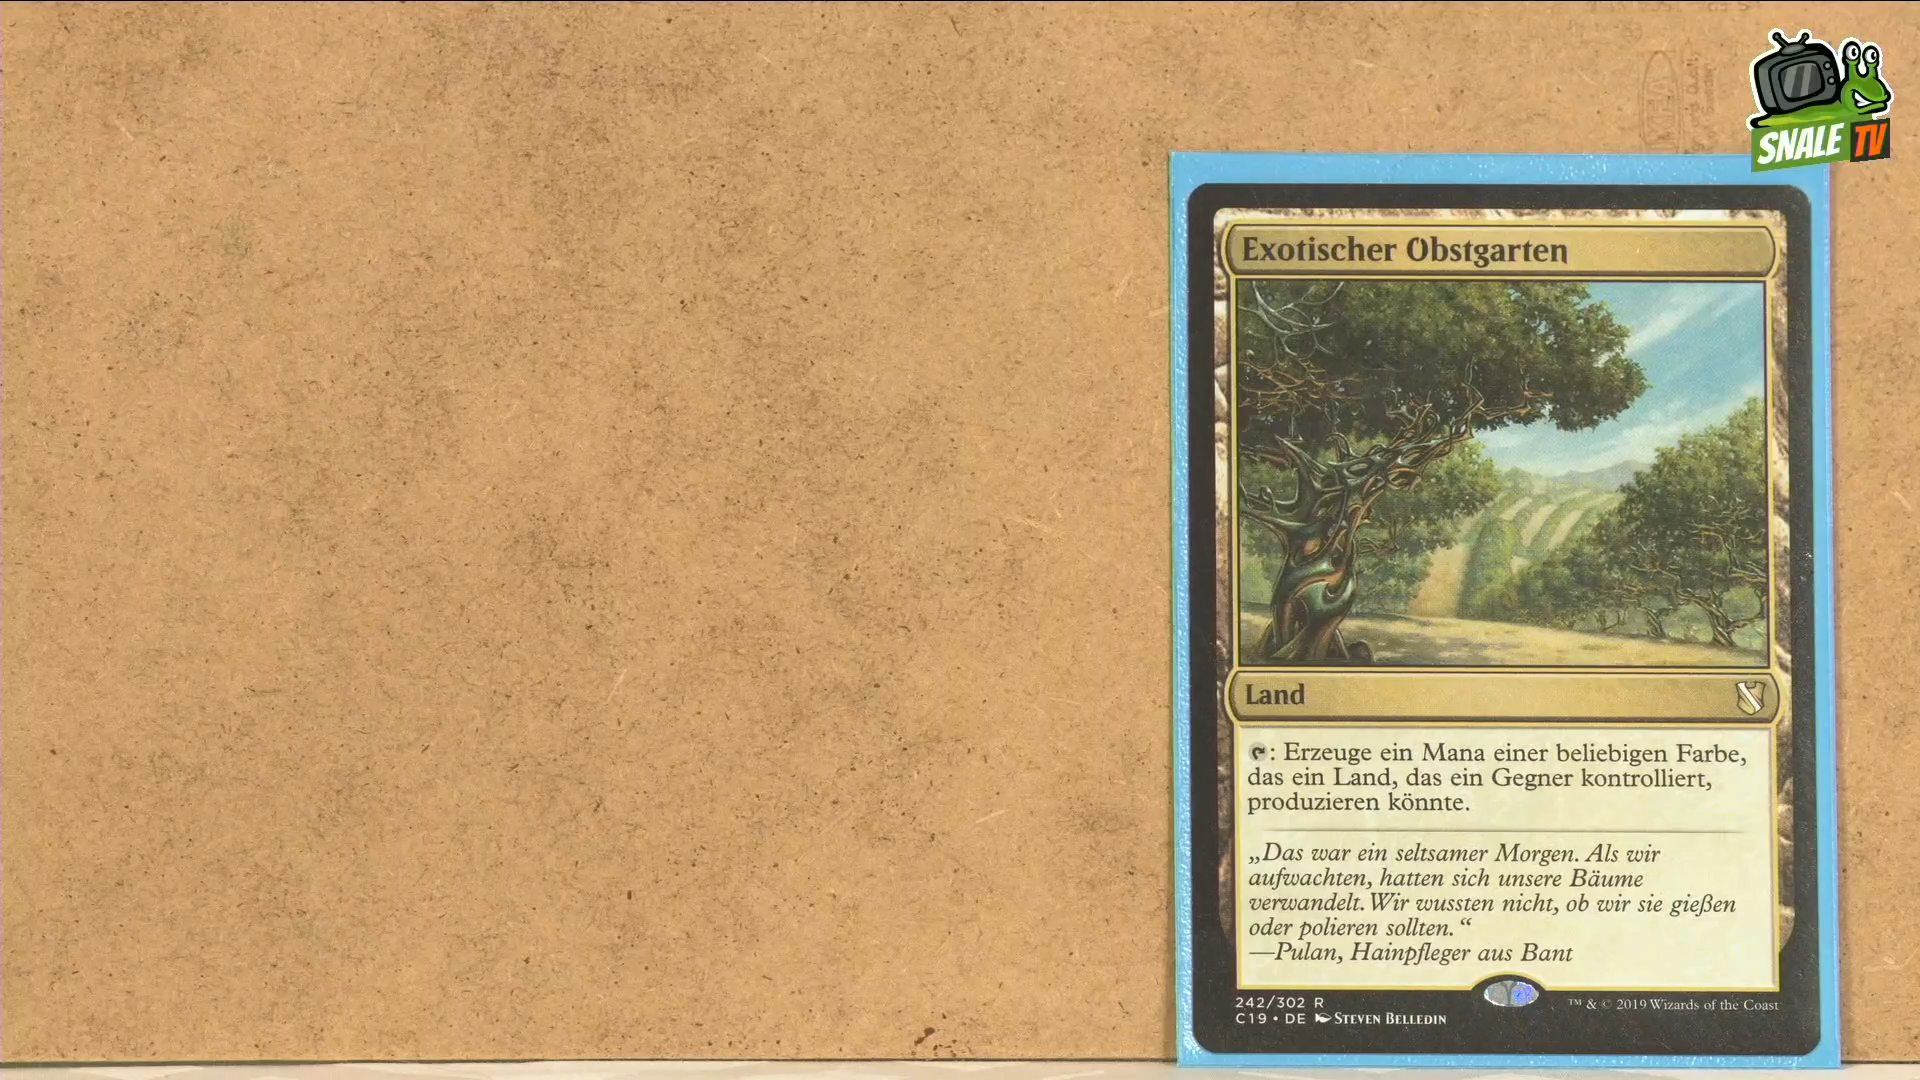 SNALE TV
Exotischer Obstgarten
Land
: Erzeuge ein Mana einer beliebigen Farbe,
das ein Land, das ein Gegner kontrolliert,
produzieren könnte.
„Das war ein seltsamer Morgen. Als wir
aufwachten, hatten sich unsere Bäume
verwandelt. Wir wussten nicht, ob wir sie gießen
oder polieren sollten.“
—Pulan, Hainpfleger aus Bant
242/302 R
C19 • DE STEVEN BELLEDIN
™ & © 2019 Wizards of the Coast